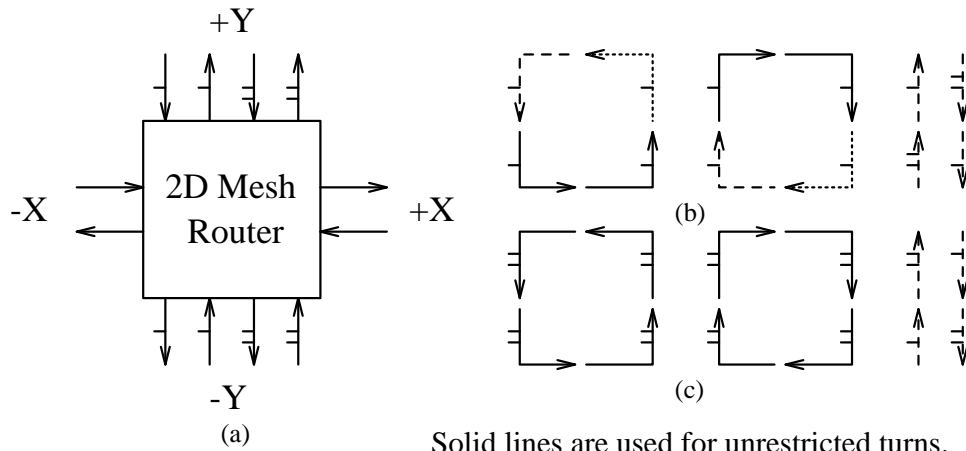 +Y
2D Mesh
Router
-X
+X
-Y
(a)
(b)
(c)
Solid lines are used for unrestricted turns.